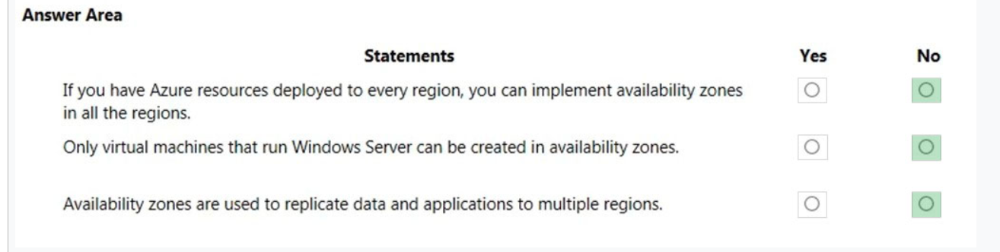 Answer Area
Statements Yes No
If you have Azure resources deployed to every region, you can implement availability zones
in all the regions.
Only virtual machines that run Windows Server can be created in availability zones.
Availability zones are used to replicate data and applications to multiple regions.